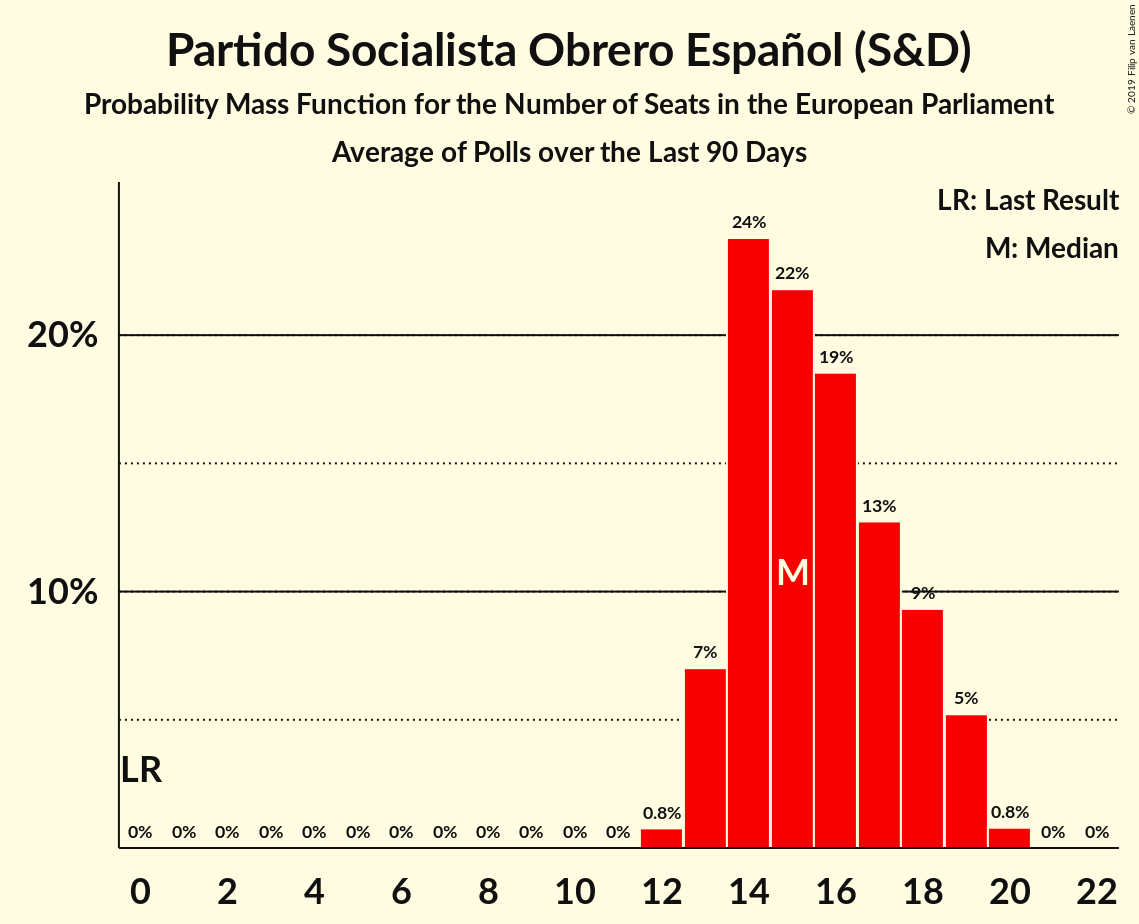 Partido Socialista Obrero Español (S&D)
Probability Mass Function for the Number of Seats in the European Parliament
Average of Polls over the Last 90 Days
© 2019 Filip van Laenen
LR: Last Result
M: Median
24%
22%
20%
19%
13%
M
10%
9%
7%
5%
LR
0% 0% 0% 0% 0% 0% 0% 0% 0% 0% 0% 0% 0.8% 0.8% 0% 0%
0 2 4 6 8 10 12 14 16 18 20 22